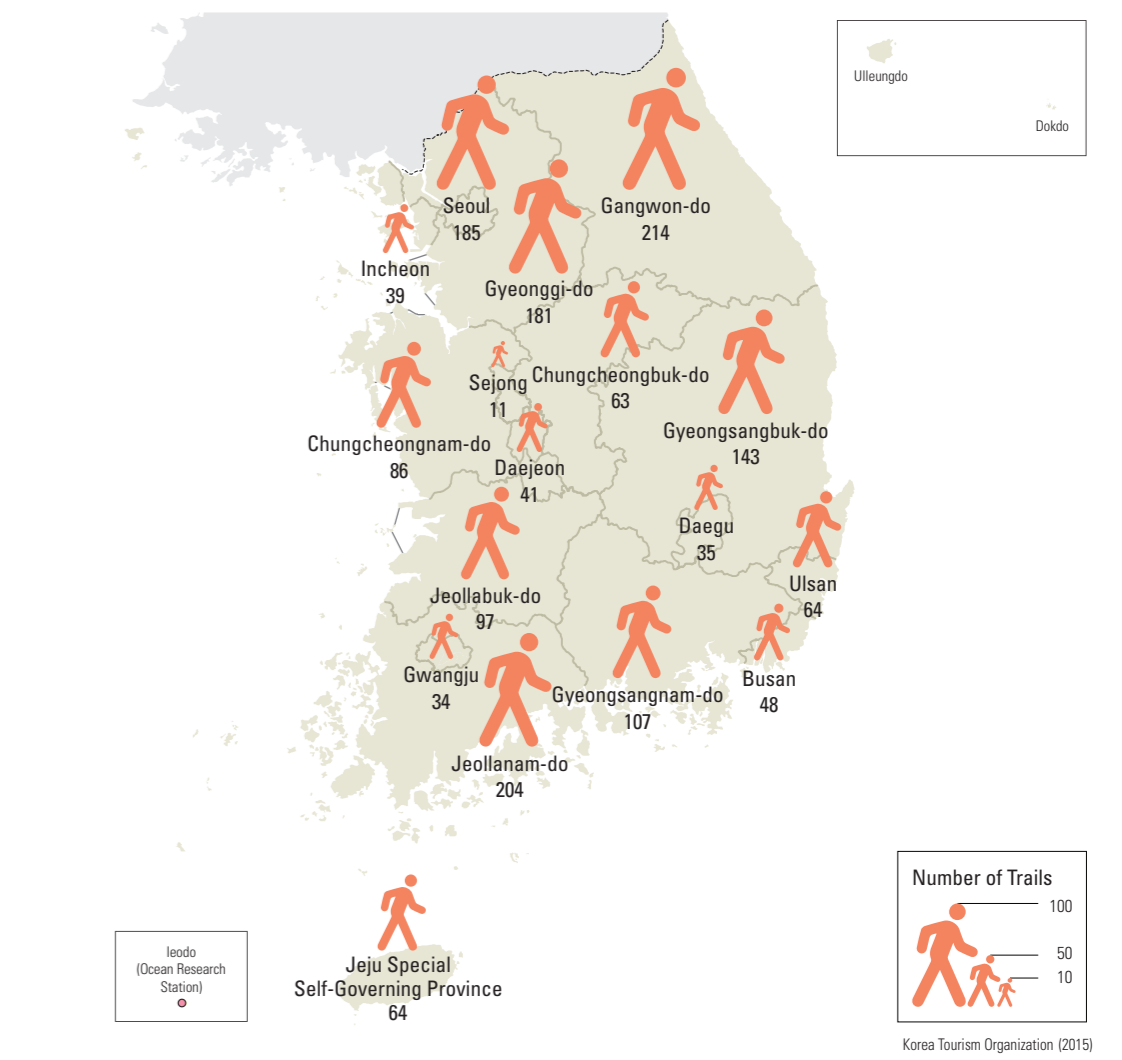 Ulleungdo
Dokdo
Seoul
185
Gangwon-do
214
Incheon
39
Gyeonggi-do
181
Sejong
11
Chungcheongbuk-do
63
Chungcheongnam-do
86
Gyeongsangbuk-do
143
Daejeon
41
Daegu
35
Ulsan
64
Jeollabuk-do
97
Gwangju
34
Gyeongsangnam-do
107
Busan
48
Jeollanam-do
204
Jeju Special
Self-Governing Province
64
Ieodo
(Ocean Research
Station)
Number of Trails
100
50
10
Korea Tourism Organization (2015)